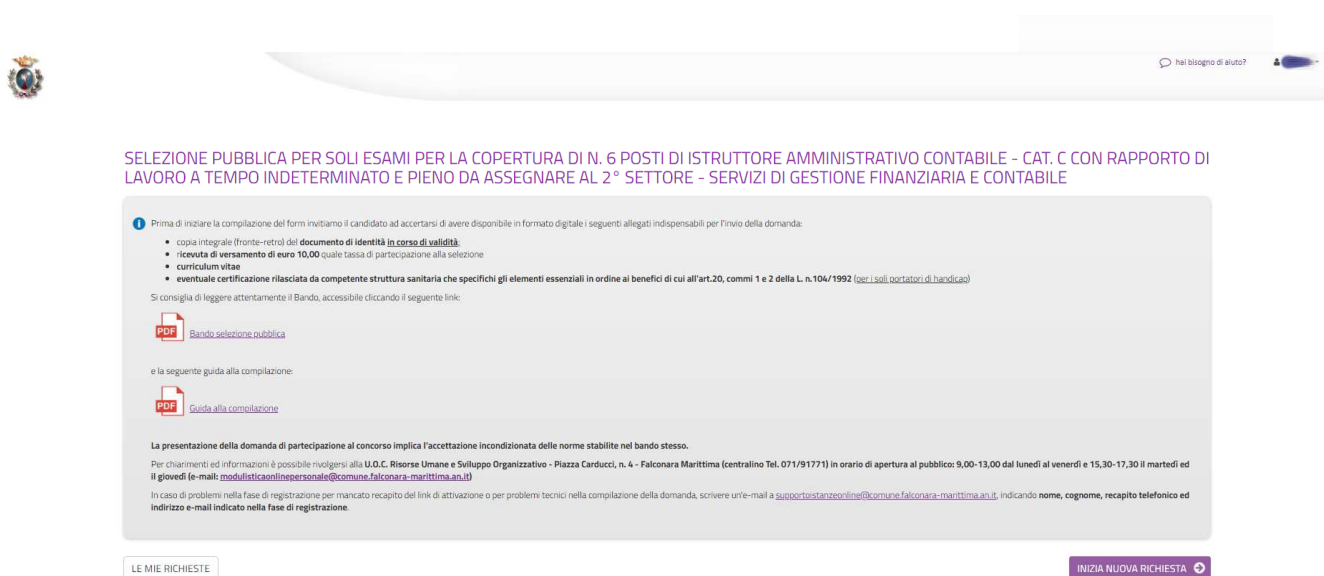 hai bisogno di aiuto?
SELEZIONE PUBBLICA PER SOLI ESAMI PER LA COPERTURA DI N. 6 POSTI DI ISTRUTTORE AMMINISTRATIVO CONTABILE - CAT. C CON RAPPORTO DI
LAVORO A TEMPO INDETERMINATO E PIENO DA ASSEGNARE AL 2° SETTORE - SERVIZI DI GESTIONE FINANZIARIA E CONTABILE
Prima di iniziare la compilazione del form invitiamo il candidato ad accertarsi di avere disponibile in formato digitale i seguenti allegati indispensabili per l'invio della domanda:
• copia integrale (fronte-retro) del documento di identità in corso di validità;
• ricevuta di versamento di euro 10,00 quale tassa di partecipazione alla selezione
• curriculum vitae
• eventuale certificazione rilasciata da competente struttura sanitaria che specifichi gli elementi essenziali in ordine ai benefici di cui all'art.20, commi 1 e 2 della L. n.104/1992 (per i soli portatori di handicap)
Si consiglia di leggere attentamente il Bando, accessibile cliccando il seguente link:
PDF Bando selezione pubblica
e la seguente guida alla compilazione:
PDF Guida alla compilazione
La presentazione della domanda di partecipazione al concorso implica l'accettazione incondizionata delle norme stabilite nel bando stesso.
Per chiarimenti ed informazioni è possibile rivolgersi alla U.O.C. Risorse Umane e Sviluppo Organizzativo - Piazza Carducci, n. 4 - Falconara Marittima (centralino Tel. 071/91771) in orario di apertura al pubblico: 9,00-13,00 dal lunedì al venerdì e 15,30-17,30 il martedì ed
il giovedì (e-mail: modulisticaonlinepersonale@comune.falconara-marittima.an.it)
In caso di problemi nella fase di registrazione per mancato recapito del link di attivazione o per problemi tecnici nella compilazione della domanda, scrivere un'e-mail a supportoistanzeonline@comune.falconara-marittima.an.it, indicando nome, cognome, recapito telefonico ed
indirizzo e-mail indicato nella fase di registrazione.
LE MIE RICHIESTE
INIZIA NUOVA RICHIESTA